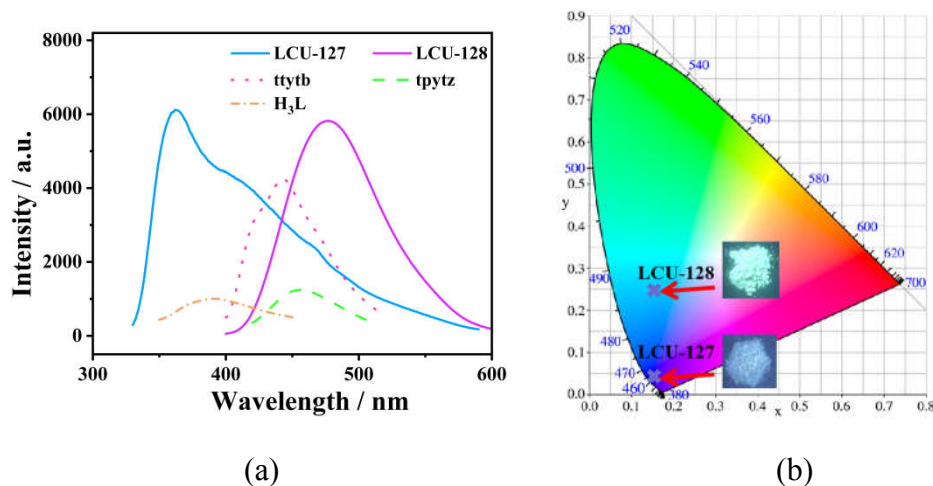 8000
6000
4000
2000
0
300
400
500
600
Intensity / a.u.
Wavelength / nm
LCU-127
LCU-128
ttytb
tpytz
H₃L
(a)
b)
0.9
0.8
0.7
0.6
0.5
y
0.4
0.3
0.2
0.1
0.0
0.0
0.1
0.2
0.3
0.4
0.5
0.6
0.7
0.8
x
520
540
560
580
600
620
700
500
490
480
470
460
380
LCU-128
LCU-127
(b)